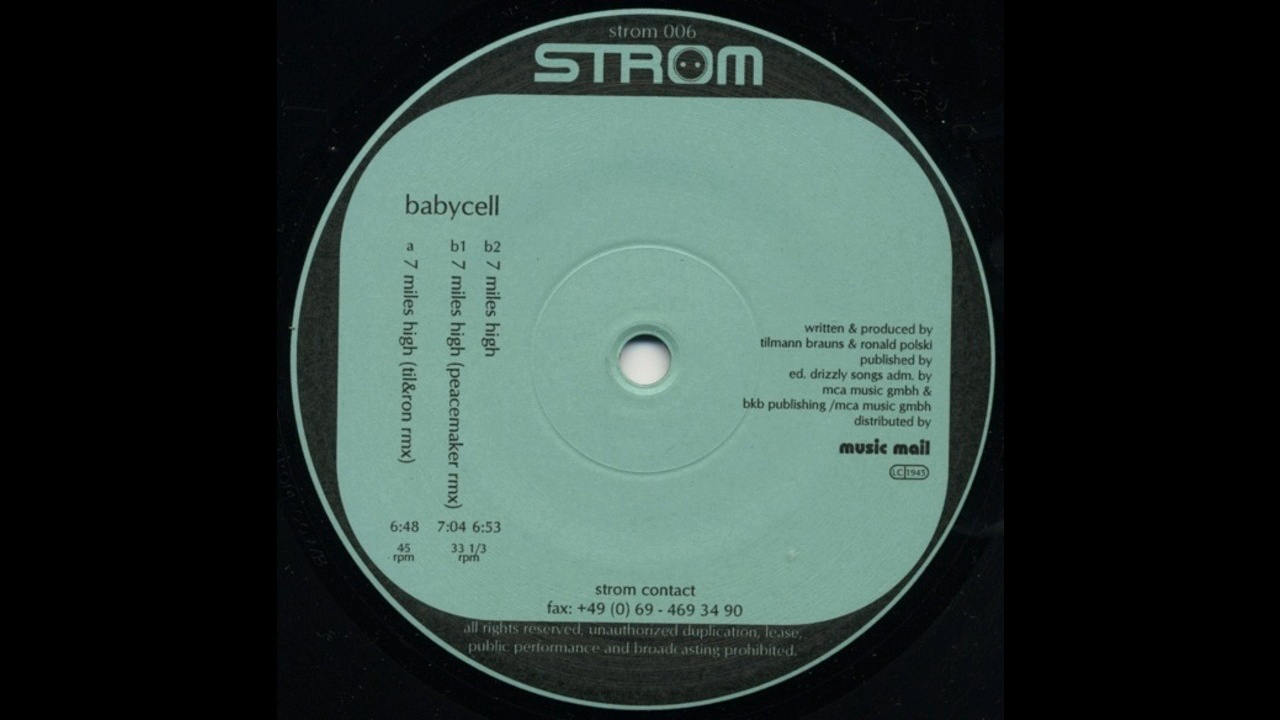 strom 006
STROM
babycell
a
7 miles high (til&ron rmx)
6:48
45
rpm
b1
7 miles high (peacemaker rmx)
7:04
b2
7 miles high
6:53
33 1/3
rpm
written & produced by
tilmann brauns & ronald polski
published by
ed. drizzly songs adm. by
mca music gmbh &
bkb publishing /mca music gmbh
distributed by
music mail
LC 1945
strom contact
fax: +49 (0) 69 - 469 34 90
all rights reserved, unauthorized duplication, lease,
public performance and broadcasting prohibited.